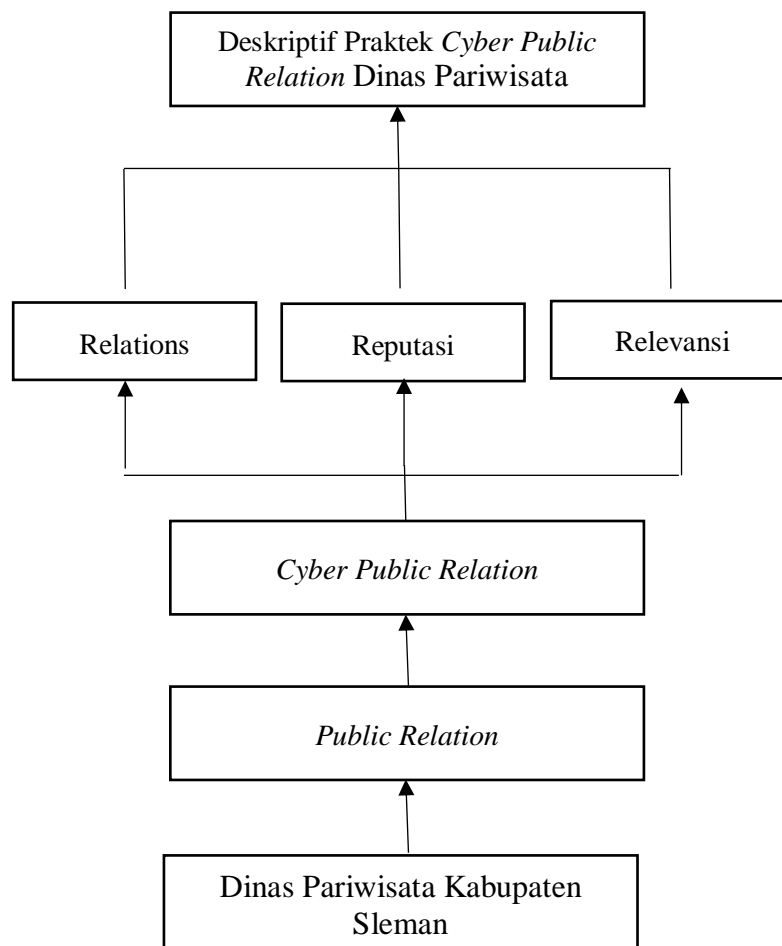 Deskriptif Praktek Cyber Public
Relation Dinas Pariwisata
Relations
Reputasi
Relevansi
Cyber Public Relation
Public Relation
Dinas Pariwisata Kabupaten
Sleman